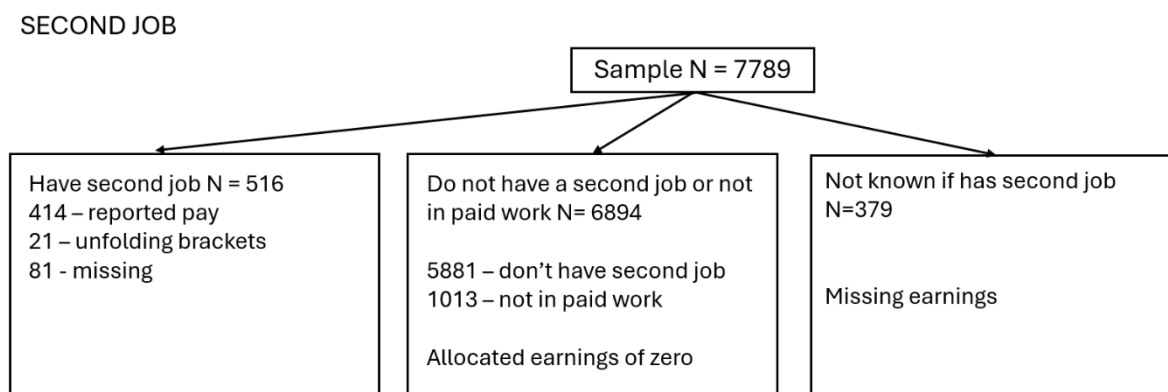 SECOND JOB
Sample N = 7789
Have second job N = 516
414 – reported pay
21 – unfolding brackets
81 - missing
Do not have a second job or not
in paid work N= 6894
5881 – don’t have second job
1013 – not in paid work
Allocated earnings of zero
Not known if has second job
N=379
Missing earnings